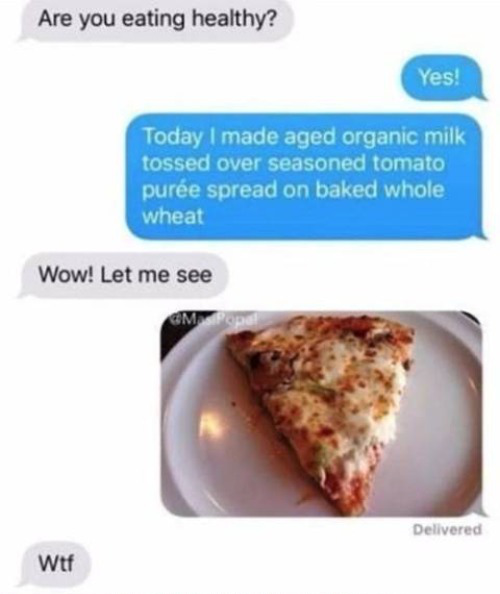 Are you eating healthy?
Yes!
Today I made aged organic milk
tossed over seasoned tomato
purée spread on baked whole
wheat
Wow! Let me see
@MasiPopal
Delivered
Wtf